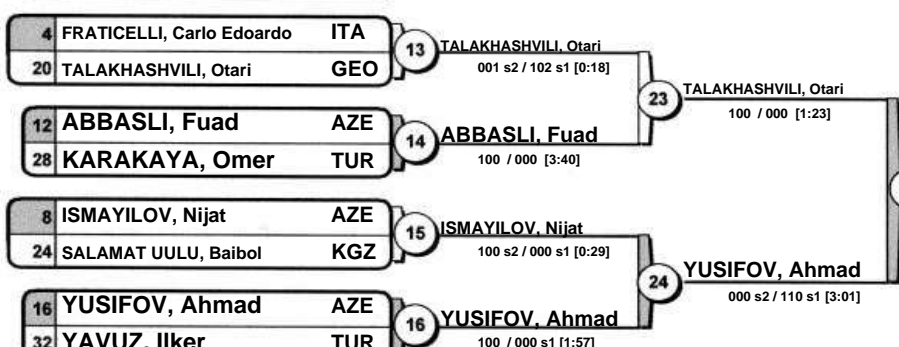 4 FRATICELLI, Carlo Edoardo ITA
20 TALAKHASHVILI, Otari GEO
13
TALAKHASHVILI, Otari
001 s2 / 102 s1 [0:18]
12 ABBASLI, Fuad AZE
28 KARAKAYA, Omer TUR
14
ABBASLI, Fuad
100 / 000 [3:40]
23
TALAKHASHVILI, Otari
100 / 000 [1:23]
8 ISMAYILOV, Nijat AZE
24 SALAMAT UULU, Baibol KGZ
15
ISMAYILOV, Nijat
100 s2 / 000 s1 [0:29]
16 YUSIFOV, Ahmad AZE
32 YAVUZ, Ilker TUR
16
YUSIFOV, Ahmad
100 / 000 s1 [1:57]
24
YUSIFOV, Ahmad
000 s2 / 110 s1 [3:01]